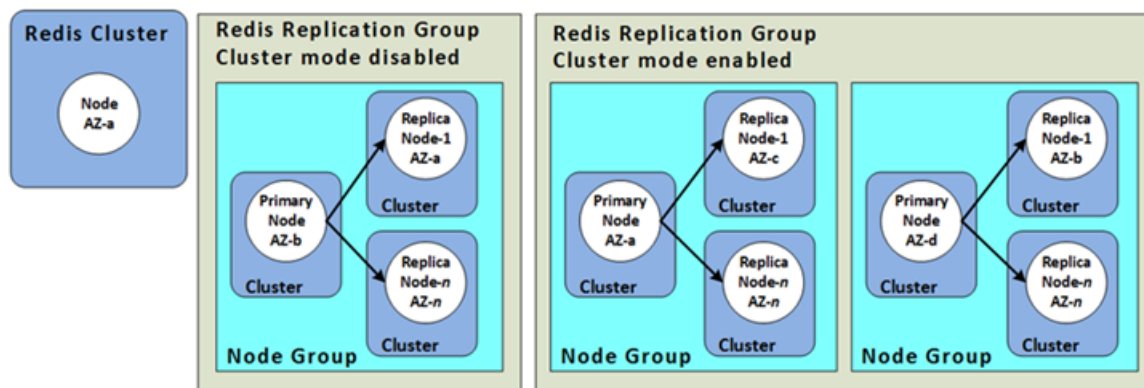 Redis Cluster
Node
AZ-a
Redis Replication Group
Cluster mode disabled
Primary
Node
AZ-b
Cluster
Replica
Node-1
AZ-a
Cluster
Replica
Node-n
AZ-n
Cluster
Node Group
Redis Replication Group
Cluster mode enabled
Primary
Node
AZ-a
Cluster
Replica
Node-1
AZ-c
Cluster
Replica
Node-n
AZ-n
Cluster
Node Group
Primary
Node
AZ-d
Cluster
Replica
Node-1
AZ-b
Cluster
Replica
Node-n
AZ-n
Cluster
Node Group